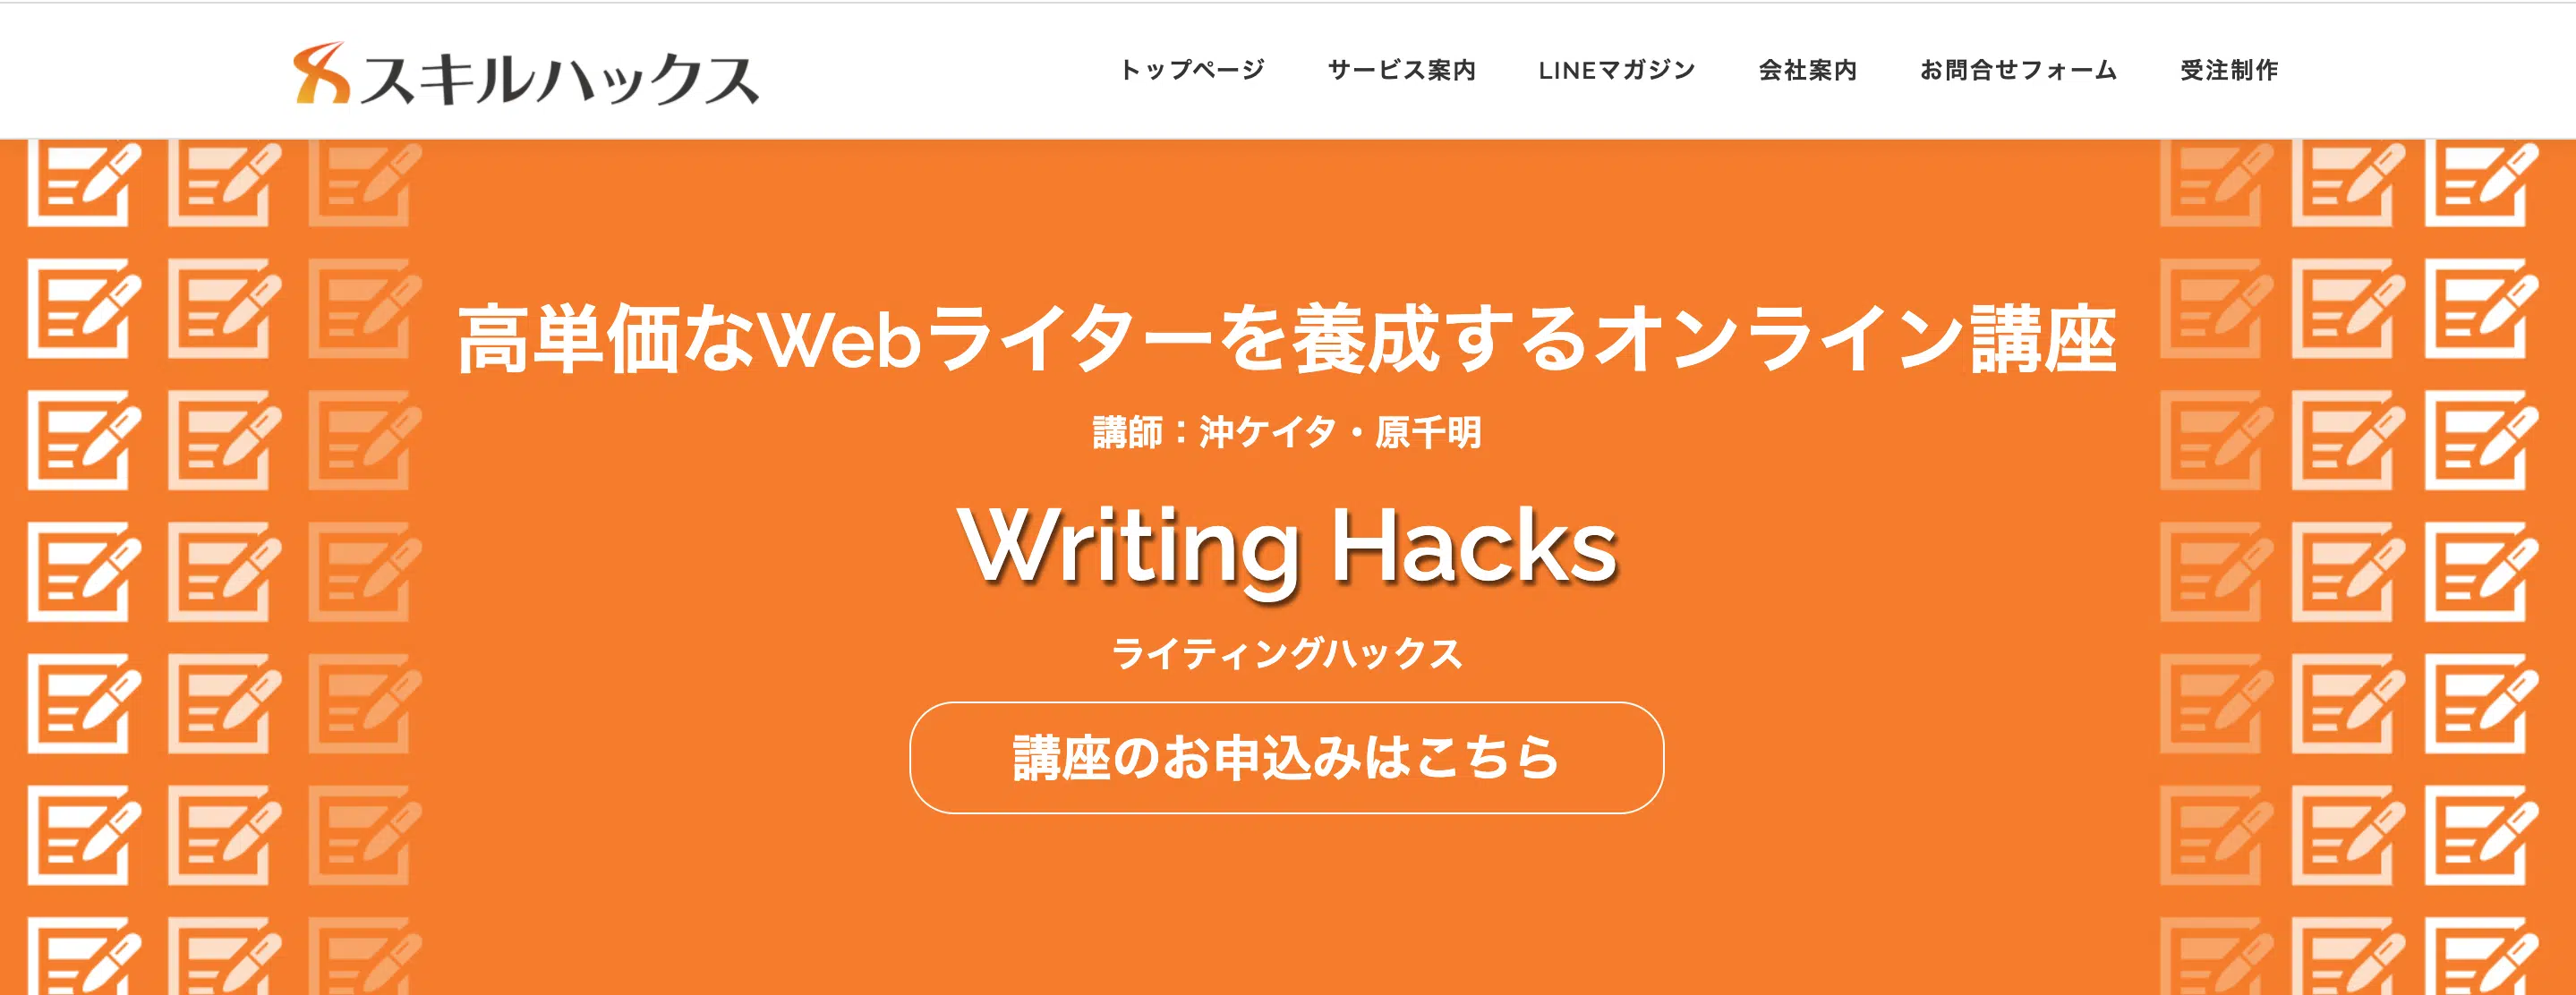 スキルハックス
トップページ サービス案内 LINEマガジン 会社案内 お問合せフォーム 受注制作
高単価なWebライターを養成するオンライン講座
講師：沖ケイタ・原千明
Writing Hacks
ライティングハックス
講座のお申込みはこちら